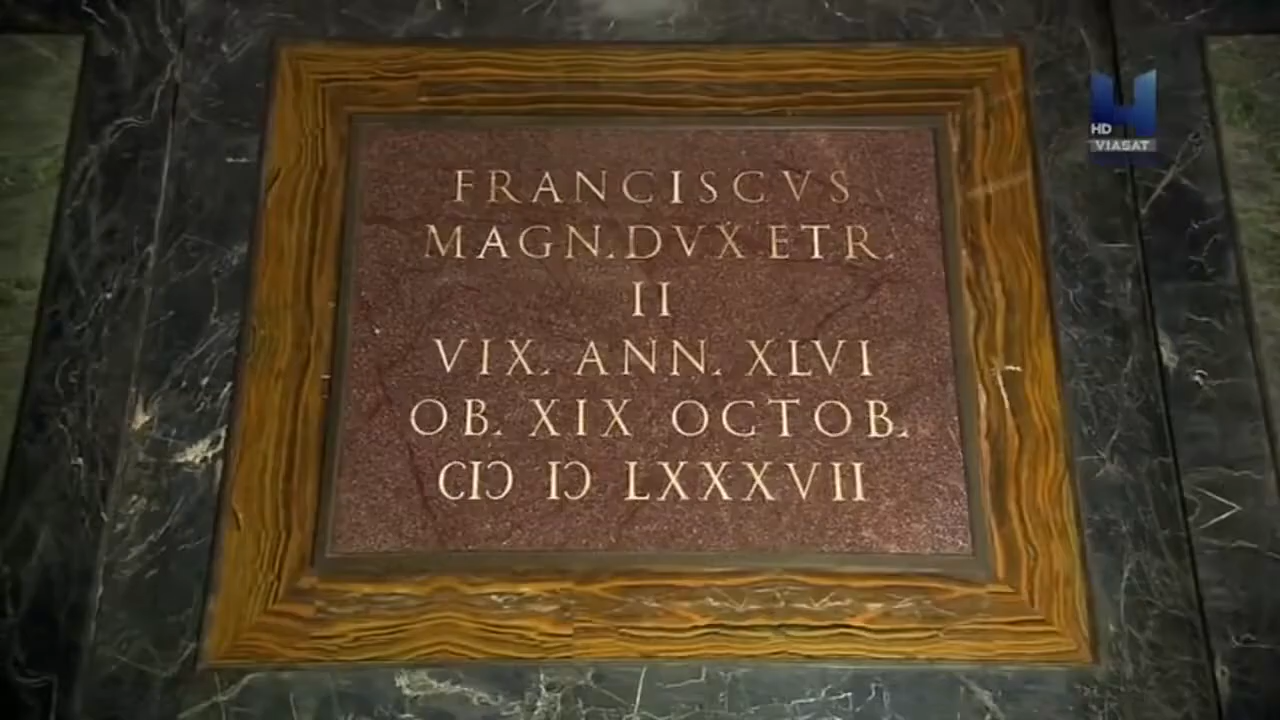 FRANCISCVS
MAGN. DVX ETR.
II
VIX. ANN. XLVI
OB. XIX OCTOB.
CIↃ IↃ LXXXVII
HD
VIASAT